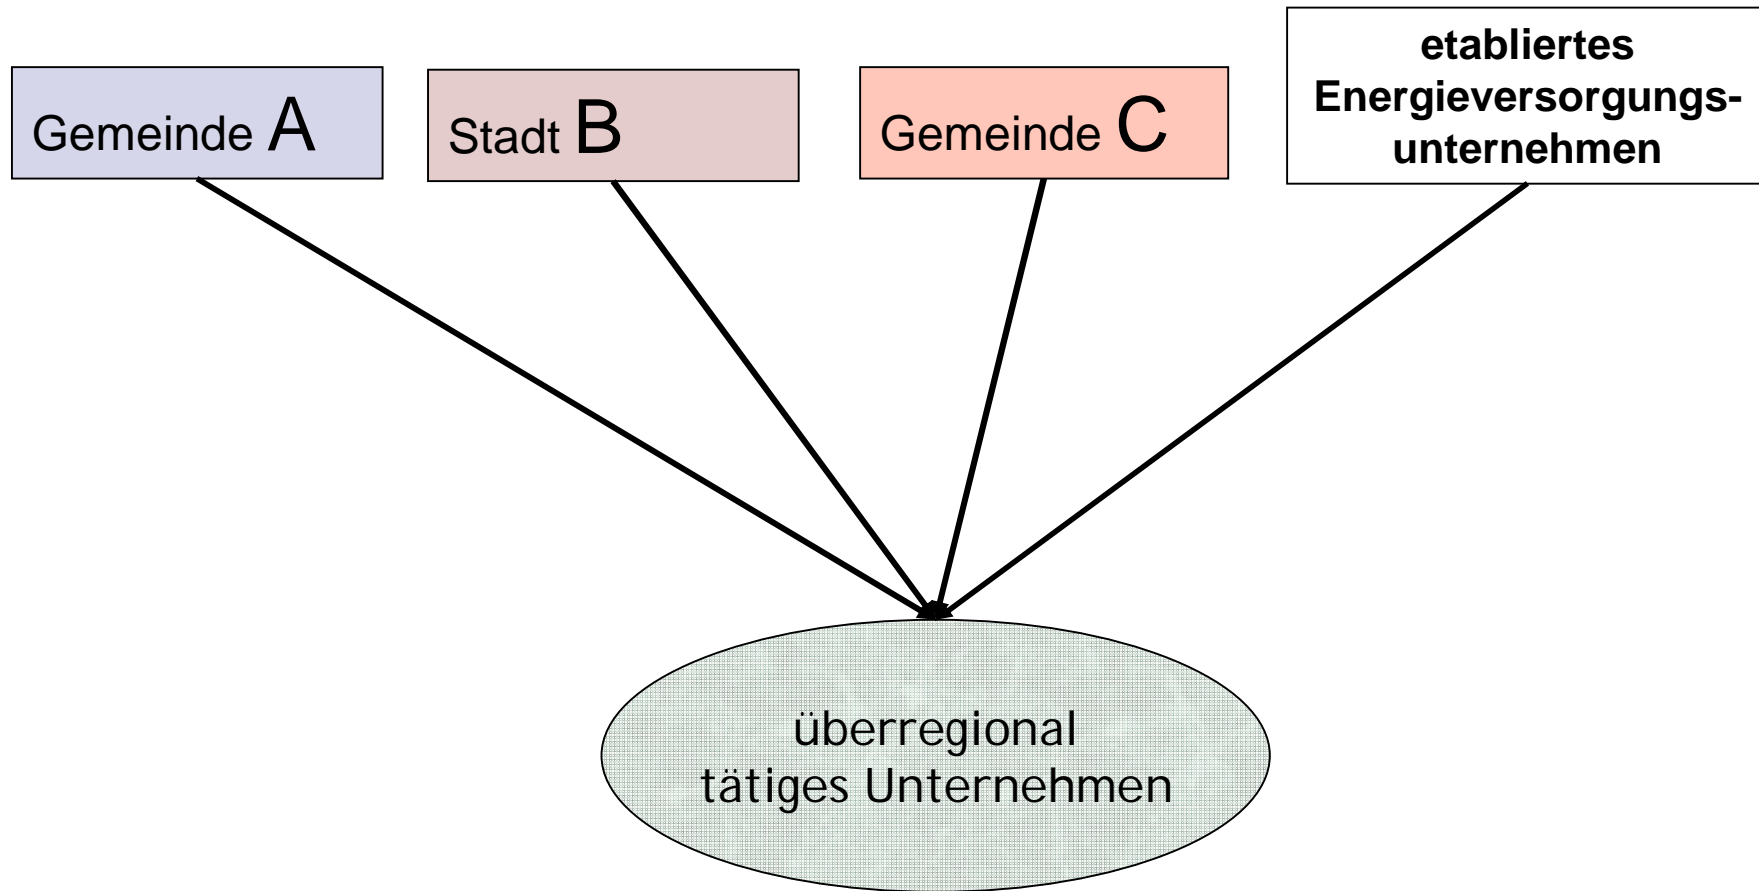 Gemeinde A
Stadt B
Gemeinde C
etabliertes
Energieversorgungs-
unternehmen
überregional
tätiges Unternehmen